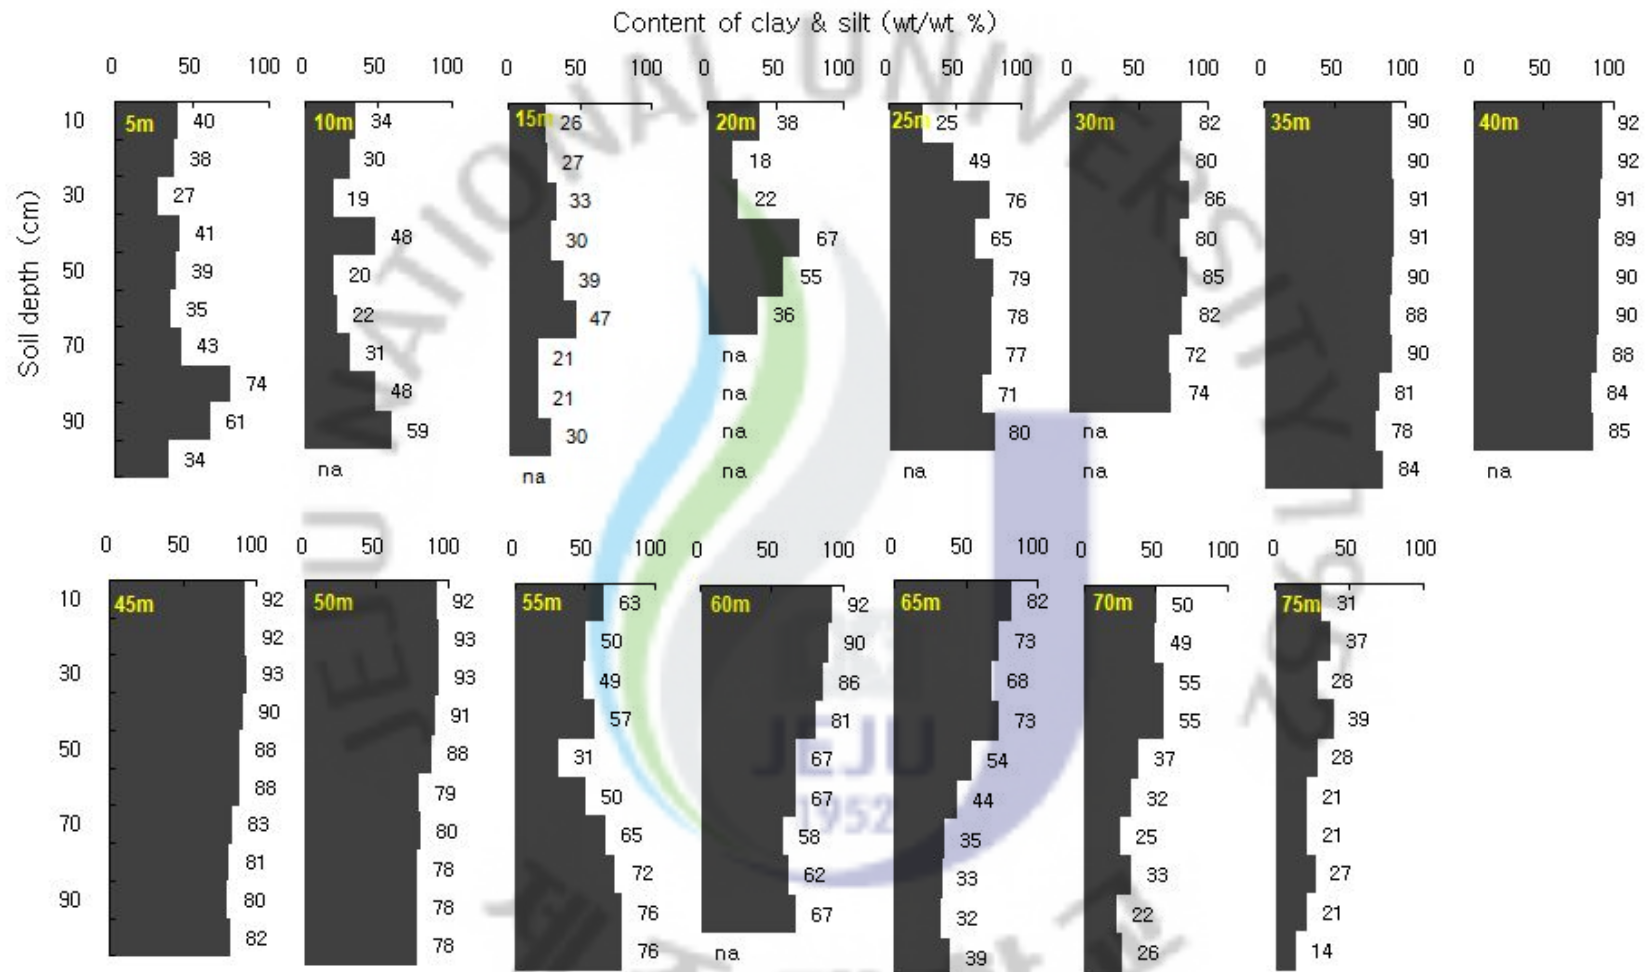 Content of clay & silt (wt/wt %)
0 50 100 0 50 100 0 50 100 0 50 100 0 50 100 0 50 100 0 50 100 0 50 100
Soil depth (cm)
10 5m 40 10m 34 15m 26 20m 38 25m 25 30m 82 35m 90 40m 92
38 30 27 18 49 80 90 92
30 27 19 33 22 76 86 91 91
41 48 30 67 65 80 91 89
50 39 20 39 55 79 85 90 90
35 22 47 36 78 82 88 90
70 43 31 21 na 77 72 90 88
74 48 21 na 71 74 81 84
90 61 59 30 na 80 na 78 85
34 na na na na na 84 na
0 50 100 0 50 100 0 50 100 0 50 100 0 50 100 0 50 100 0 50 100
10 45m 92 50m 92 55m 63 60m 92 65m 82 70m 50 75m 31
92 93 50 90 73 49 37
30 93 93 49 86 68 55 28
90 91 57 81 73 55 39
50 88 88 31 67 54 37 28
88 79 50 67 44 32 21
70 83 80 65 58 35 25 21
81 78 72 62 33 33 27
90 80 78 76 67 32 22 21
82 78 76 na 39 26 14
JEJU NATIONAL UNIVERSITY 1952
JEJU
1952